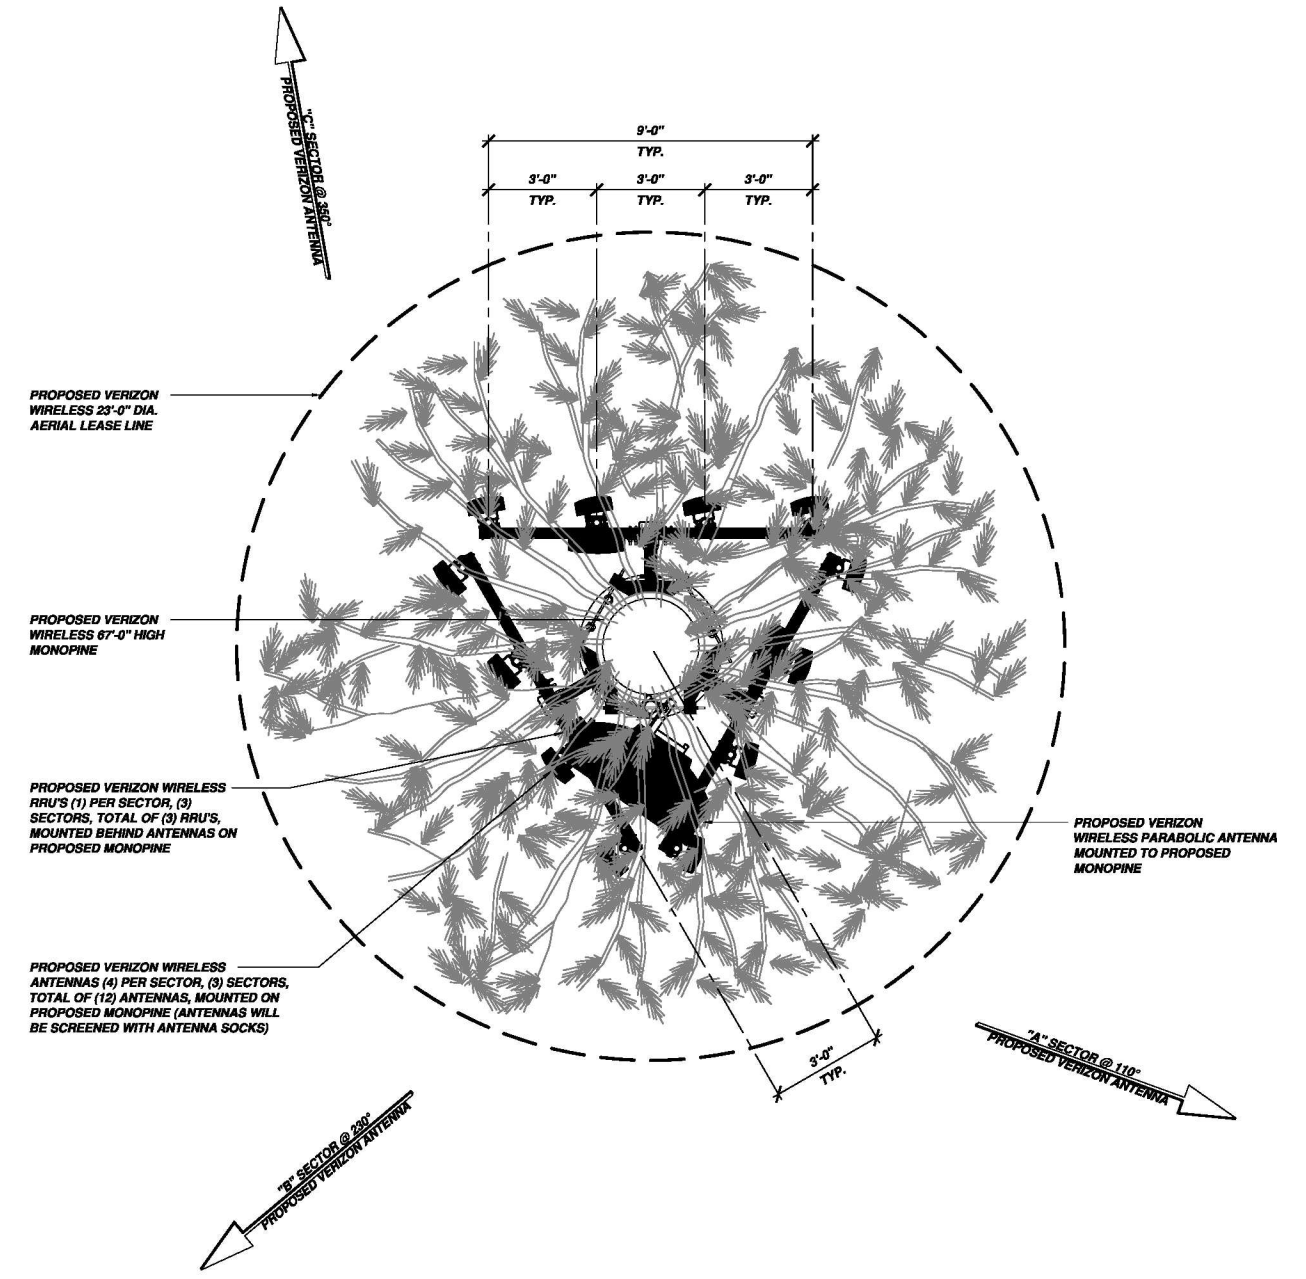 "C" SECTOR @ 350°
PROPOSED VERIZON ANTENNA
9'-0"
TYP.
3'-0"
TYP.
3'-0"
TYP.
3'-0"
TYP.
PROPOSED VERIZON
WIRELESS 23'-0" DIA.
AERIAL LEASE LINE
PROPOSED VERIZON
WIRELESS 67'-0" HIGH
MONOPINE
PROPOSED VERIZON WIRELESS
RRU'S (1) PER SECTOR, (3)
SECTORS, TOTAL OF (3) RRU'S,
MOUNTED BEHIND ANTENNAS ON
PROPOSED MONOPINE
PROPOSED VERIZON
WIRELESS PARABOLIC ANTENNA
MOUNTED TO PROPOSED
MONOPINE
PROPOSED VERIZON WIRELESS
ANTENNAS (4) PER SECTOR, (3) SECTORS,
TOTAL OF (12) ANTENNAS, MOUNTED ON
PROPOSED MONOPINE (ANTENNAS WILL
BE SCREENED WITH ANTENNA SOCKS)
3'-0"
TYP.
"A" SECTOR @ 110°
PROPOSED VERIZON ANTENNA
"B" SECTOR @ 230°
PROPOSED VERIZON ANTENNA